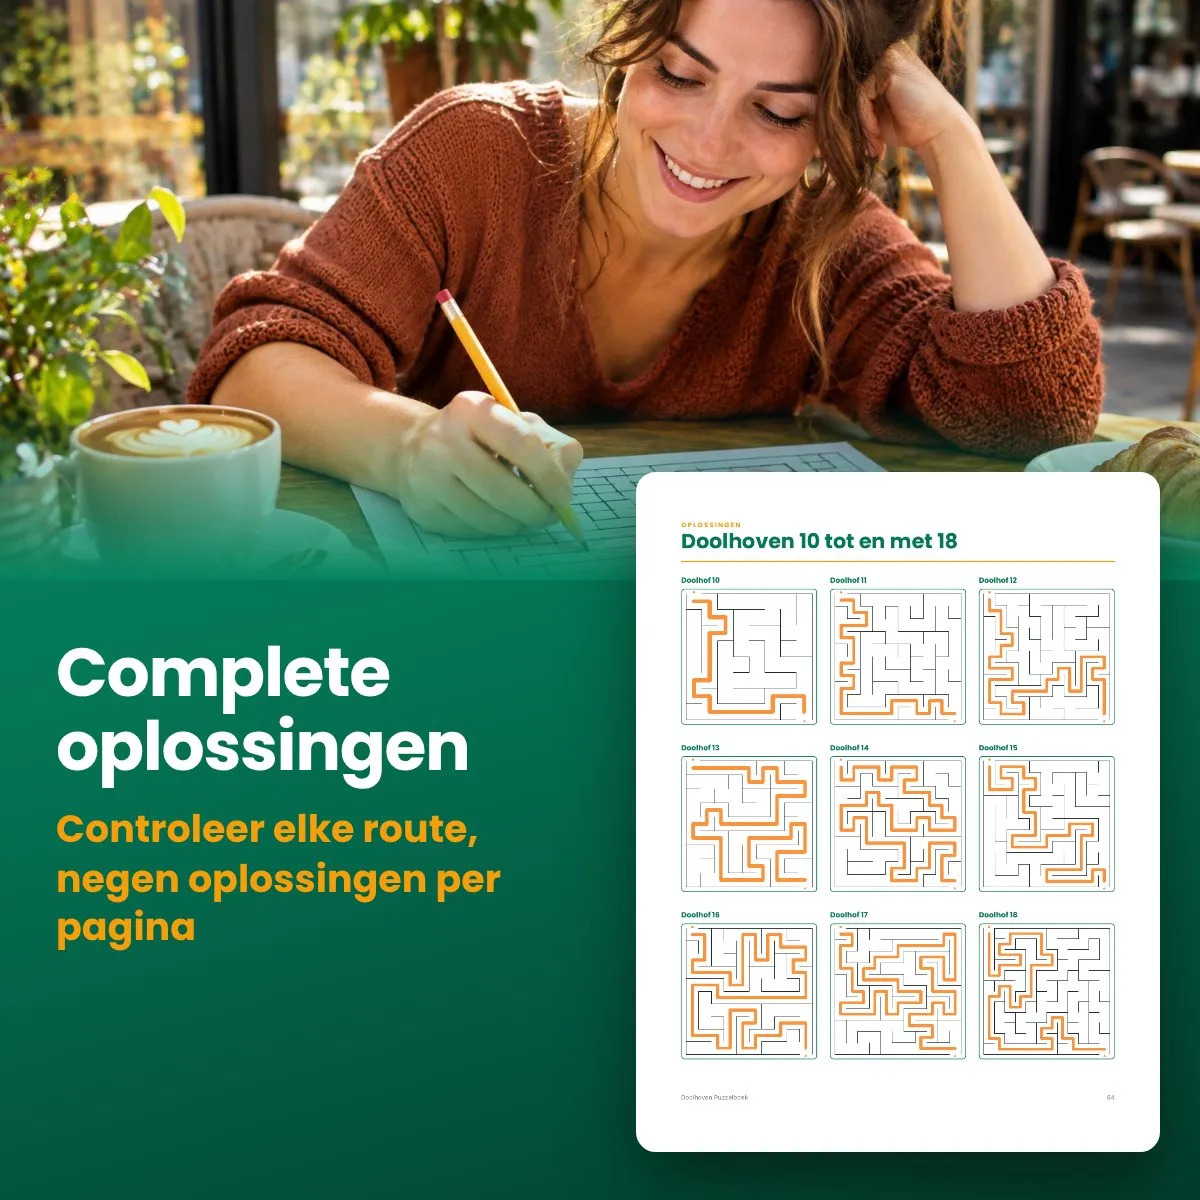 Complete
oplossingen
Controleer elke route,
negen oplossingen per
pagina
OPLOSSINGEN
Doolhoven 10 tot en met 18
Doolhof 10
Doolhof 11
Doolhof 12
Doolhof 13
Doolhof 14
Doolhof 15
Doolhof 16
Doolhof 17
Doolhof 18
Doolhoven Puzzelboek
64